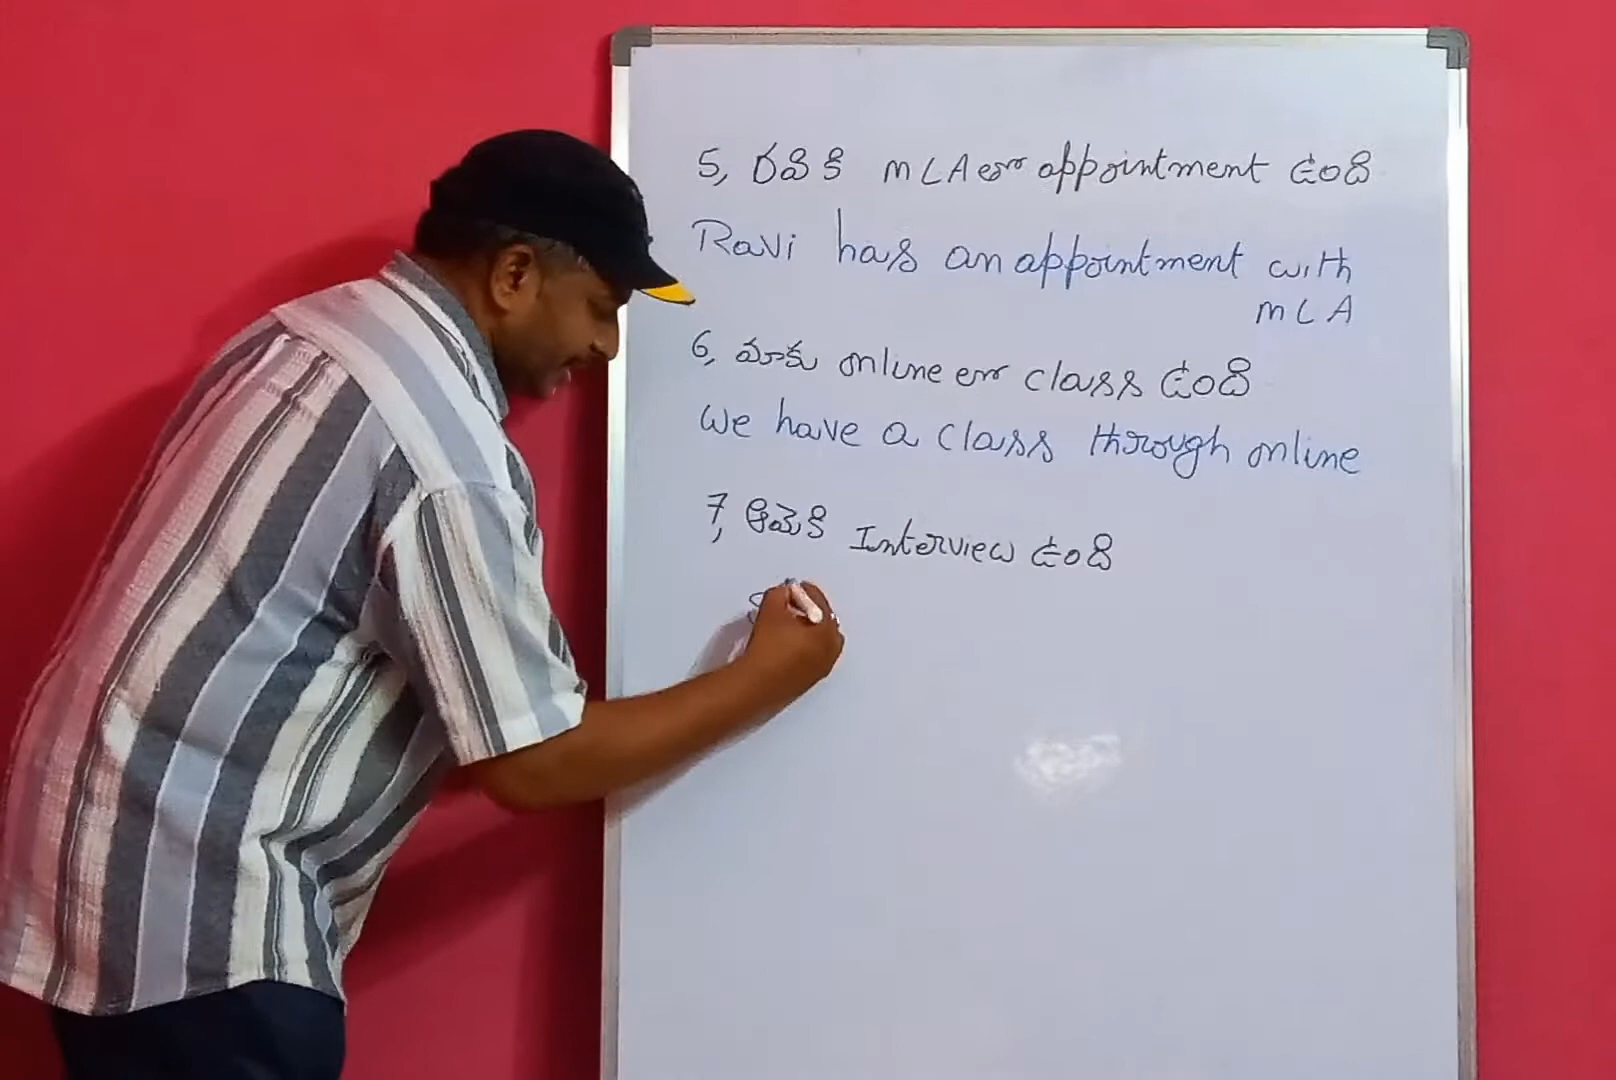 5, రవి కి MLA తో appointment ఉంది
Ravi has an appointment with
MLA
6, మాకు online లో class ఉంది
We have a class through online
7, ఆమెకి Interview ఉంది
S